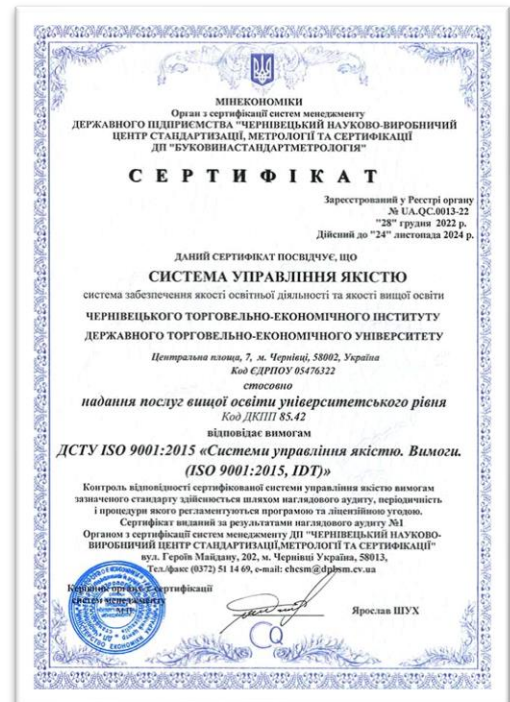 МІНЕКОНОМІКИ
Орган з сертифікації систем менеджменту
ДЕРЖАВНОГО ПІДПРИЄМСТВА "ЧЕРНІВЕЦЬКИЙ НАУКОВО-ВИРОБНИЧИЙ
ЦЕНТР СТАНДАРТИЗАЦІЇ, МЕТРОЛОГІЇ ТА СЕРТИФІКАЦІЇ
ДП "БУКОВИНАСТАНДАРТМЕТРОЛОГІЯ"
СЕРТИФІКАТ
Зареєстрований у Реєстрі органу
№ UA.QC.0013-22
"28" грудня 2022 р.
Дійсний до "24" листопада 2024 р.
ДАНИЙ СЕРТИФІКАТ ПОСВІДЧУЄ, ЩО
СИСТЕМА УПРАВЛІННЯ ЯКІСТЮ
система забезпечення якості освітньої діяльності та якості вищої освіти
ЧЕРНІВЕЦЬКОГО ТОРГОВЕЛЬНО-ЕКОНОМІЧНОГО ІНСТИТУТУ
ДЕРЖАВНОГО ТОРГОВЕЛЬНО-ЕКОНОМІЧНОГО УНІВЕРСИТЕТУ
Центральна площа, 7, м. Чернівці, 58002, Україна
Код ЄДРПОУ 05476322
стосовно
надання послуг вищої освіти університетського рівня
Код ДКПП 85.42
відповідає вимогам
ДСТУ ISO 9001:2015 «Системи управління якістю. Вимоги.
(ISO 9001:2015, IDT)»
Контроль відповідності сертифікованої системи управління якістю вимогам
зазначеного стандарту здійснюється шляхом наглядового аудиту, періодичність
і процедури якого регламентуються програмою та ліцензійною угодою.
Сертифікат виданий за результатами наглядового аудиту №1
Органом з сертифікації систем менеджменту ДП "ЧЕРНІВЕЦЬКИЙ НАУКОВО-
ВИРОБНИЧИЙ ЦЕНТР СТАНДАРТИЗАЦІЇ,МЕТРОЛОГІЇ ТА СЕРТИФІКАЦІЇ"
вул. Героїв Майдану, 202, м. Чернівці Україна, 58013,
Тел./факс (0372) 51 14 69, e-mail: chcsm@dpbsm.cv.ua
Керівник органу з сертифікації
систем менеджменту
М.П.
Ярослав ШУХ